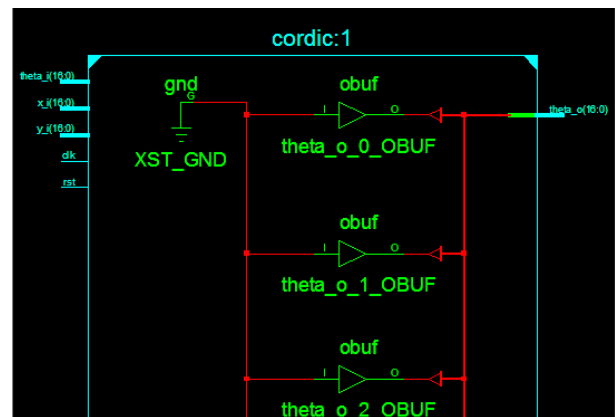 cordic:1
theta_i(16:0)
x_i(16:0)
y_i(16:0)
clk
rst
gnd
G
XST_GND
obuf
I
O
theta_o_0_OBUF
theta_o(16:0)
obuf
I
O
theta_o_1_OBUF
obuf
I
O
theta_o_2_OBUF